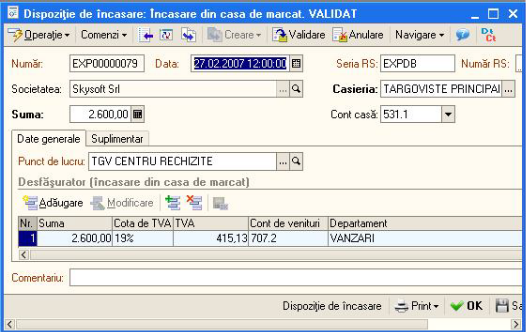 Dispoziţie de încasare: Încasare din casa de marcat. VALIDAT
Operaţie Comenzi Creare Validare Anulare Navigare
Număr: EXP00000079 Data: 27.02.2007 12:00:00 Seria RS: EXPDB Număr RS:
Societatea: Skysoft Srl ... Casieria: TARGOVISTE PRINCIPAL ...
Suma: 2.600,00 Cont casă: 531.1
Date generale Suplimentar
Punct de lucru: TGV CENTRU RECHIZITE ...
Desfăşurator (încasare din casa de marcat)
Adăugare Modificare
Nr. Suma Cota de TVA TVA Cont de venituri Departament
1 2.600,00 19% 415,13 707.2 VANZARI
Comentariu:
Dispoziţie de încasare Print OK Sa